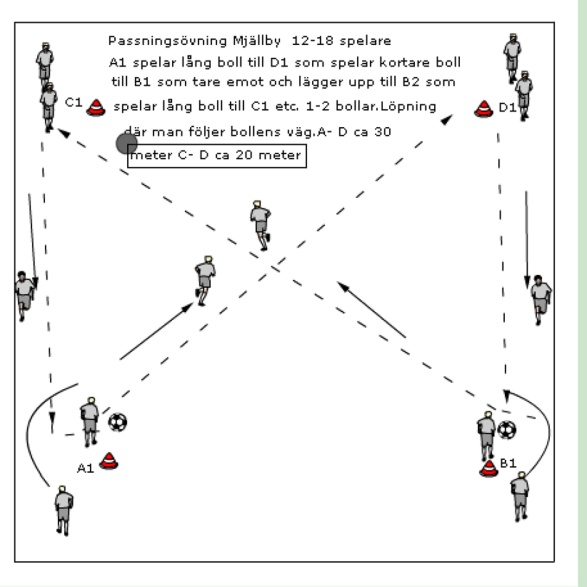 Passningsövning Mjällby 12-18 spelare
A1 spelar lång boll till D1 som spelar kortare boll
till B1 som tare emot och lägger upp till B2 som
C1 spelar lång boll till C1 etc. 1-2 bollar.Löpning D1
där man följer bollens väg.A- D ca 30
meter C- D ca 20 meter
A1
B1